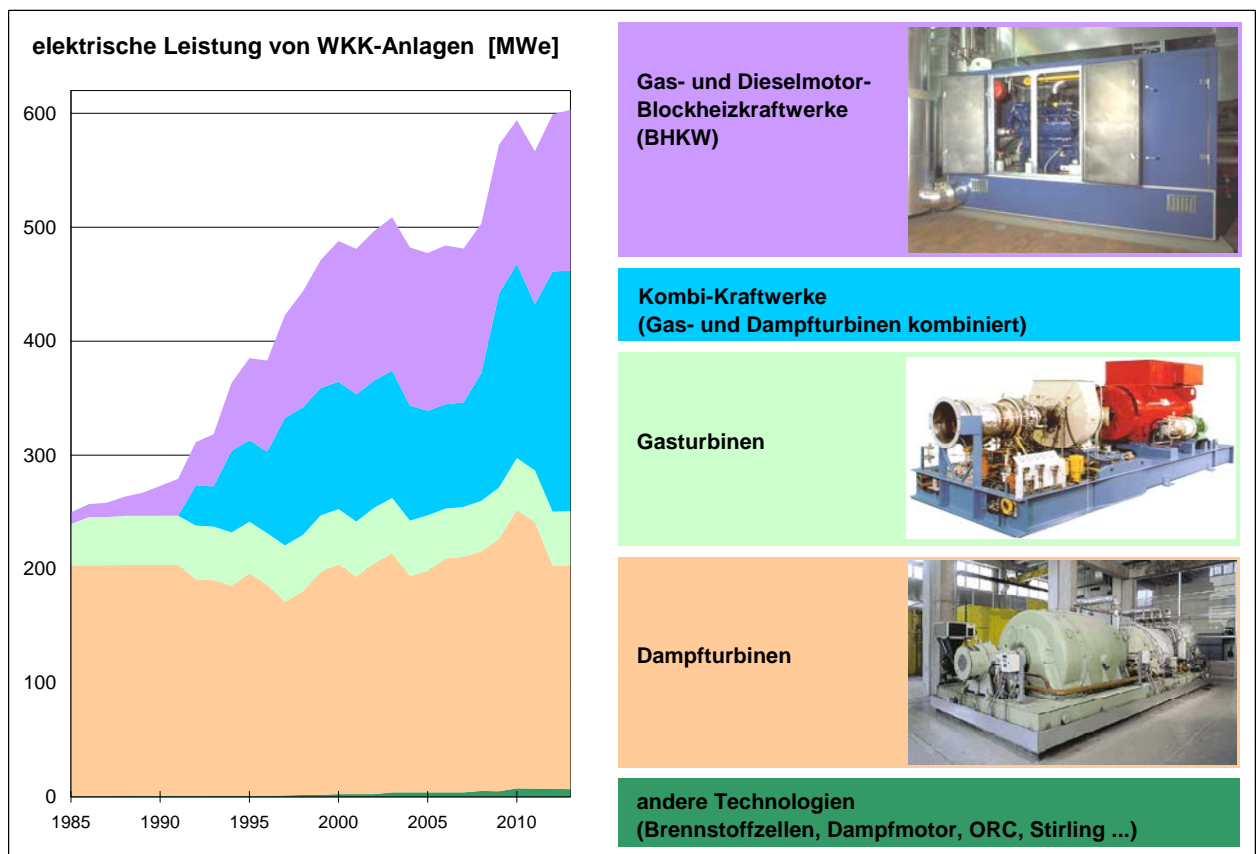 elektrische Leistung von WKK-Anlagen [MWe]
600
500
400
300
200
100
0
1985
1990
1995
2000
2005
2010
Gas- und Dieselmotor-
Blockheizkraftwerke
(BHKW)
Kombi-Kraftwerke
(Gas- und Dampfturbinen kombiniert)
Gasturbinen
Dampfturbinen
andere Technologien
(Brennstoffzellen, Dampfmotor, ORC, Stirling ...)